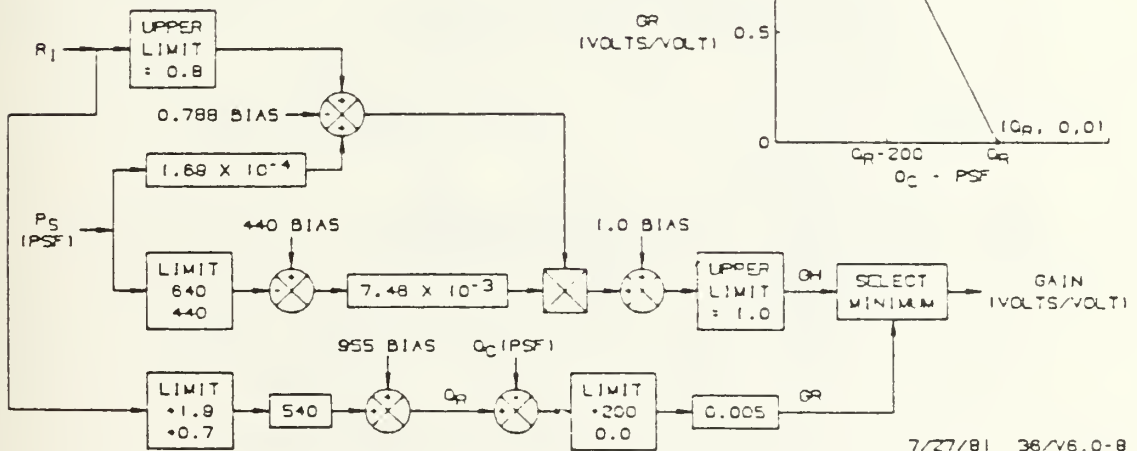 GR
(VOLTS/VOLT)
0.5
0
(QR, 0.0)
QR-200
QR
QC - PSF
RI
UPPER
LIMIT
= 0.8
0.788 BIAS
1.68 X 10-4
PS
(PSF)
440 BIAS
1.0 BIAS
LIMIT
640
440
7.48 X 10-3
UPPER
LIMIT
= 1.0
GH
SELECT
MINIMUM
GAIN
(VOLTS/VOLT)
955 BIAS
QC (PSF)
LIMIT
+1.9
+0.7
540
QR
LIMIT
+200
0.0
0.005
GR
7/27/81 36/V6.0-8